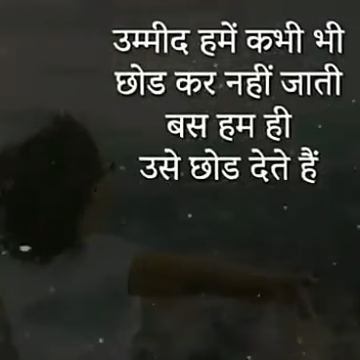 उम्मीद हमें कभी भी
छोड कर नहीं जाती
बस हम ही
उसे छोड देते हैं